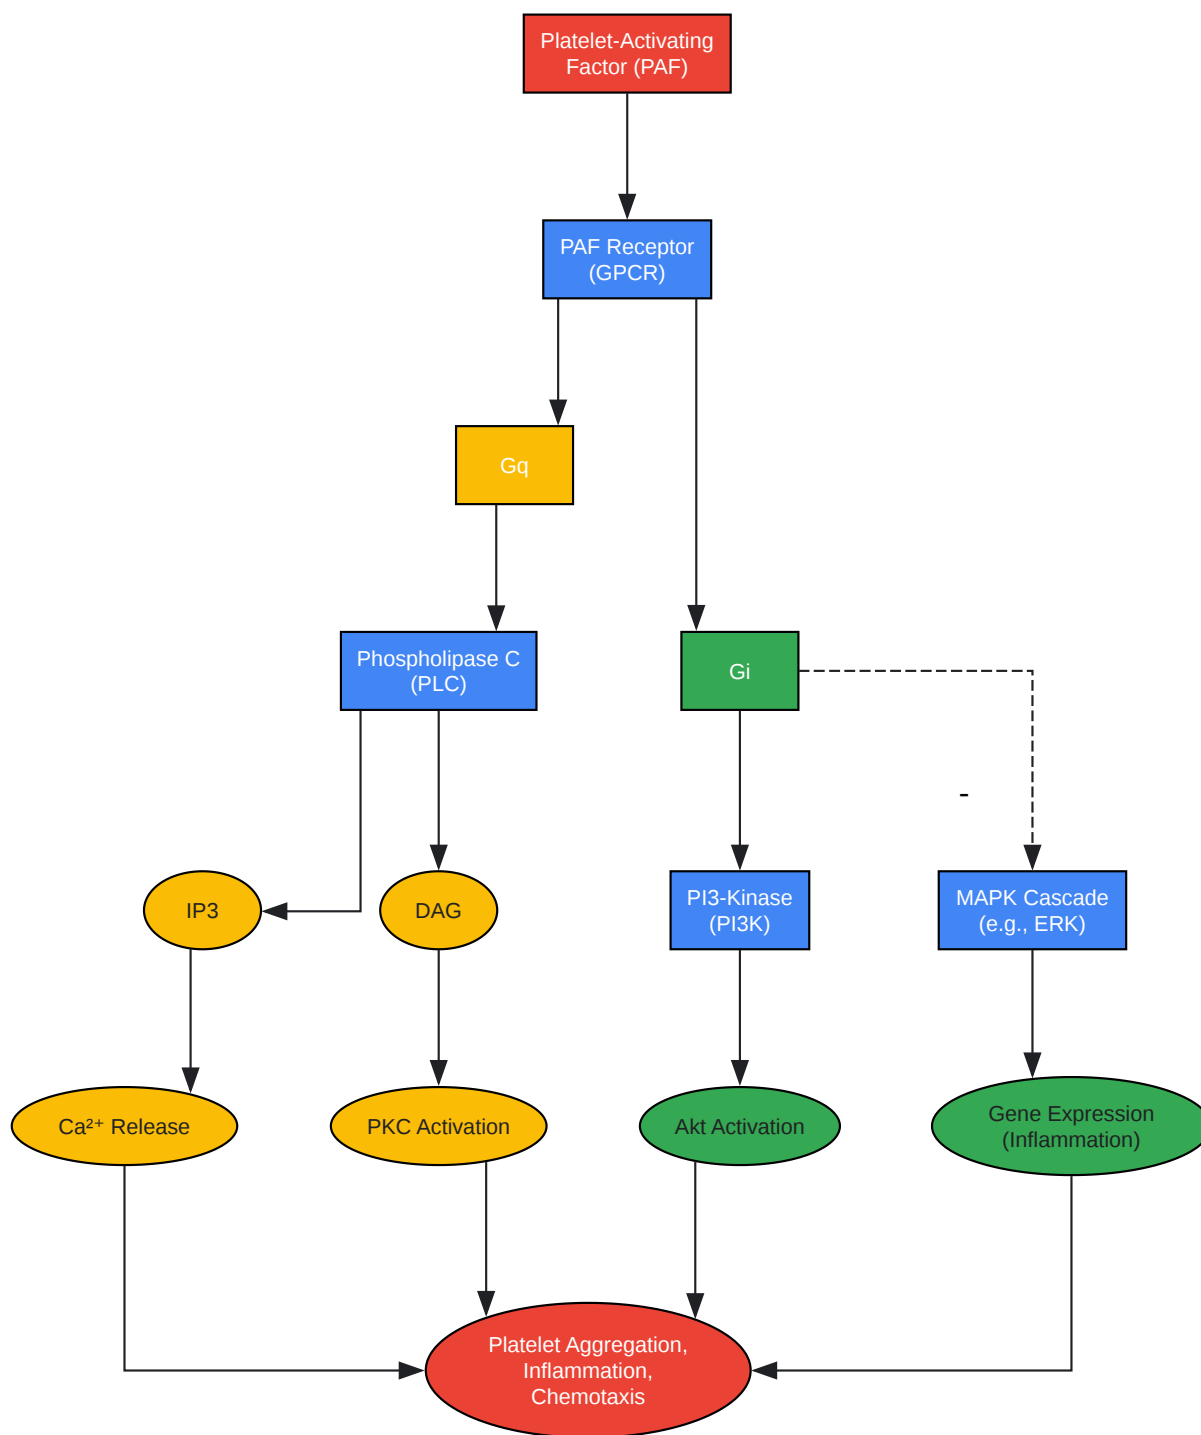 Platelet-Activating
Factor (PAF)
PAF Receptor
(GPCR)
Gq
Phospholipase C
(PLC)
Gi
-
IP3
DAG
PI3-Kinase
(PI3K)
MAPK Cascade
(e.g., ERK)
Ca²⁺ Release
PKC Activation
Akt Activation
Gene Expression
(Inflammation)
Platelet Aggregation,
Inflammation,
Chemotaxis